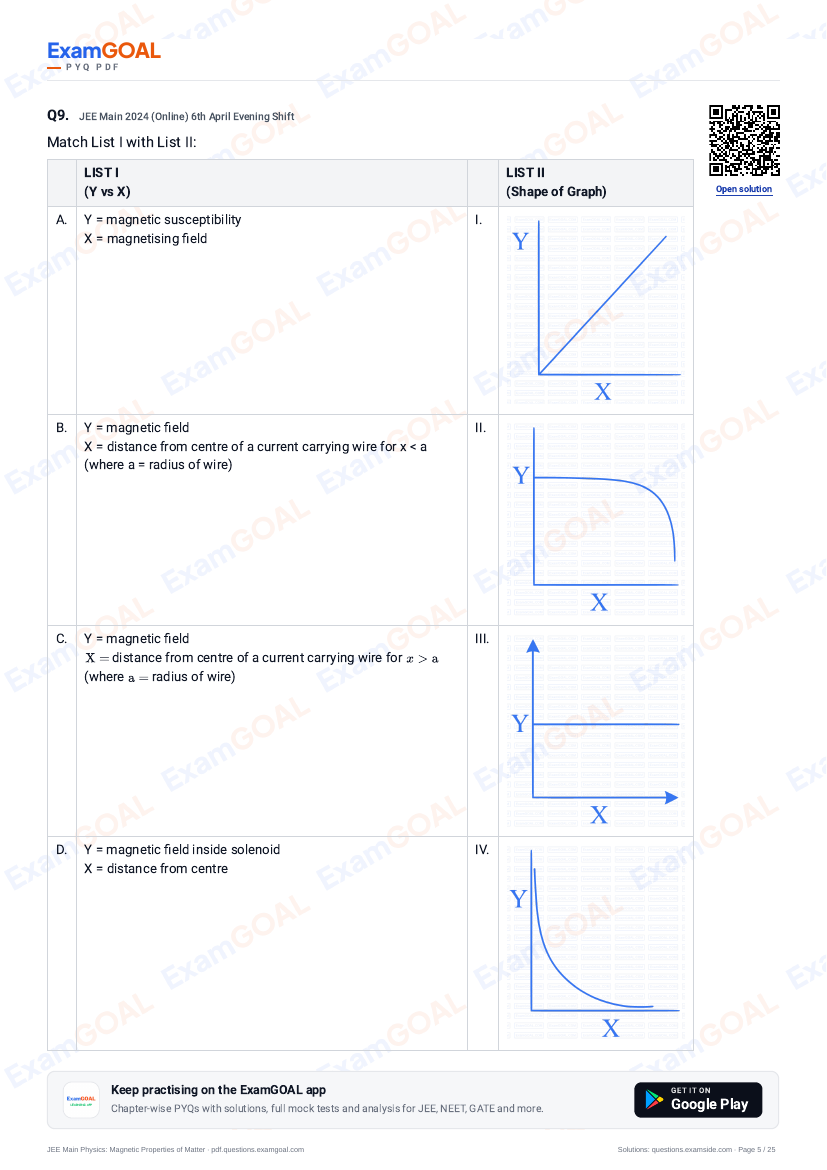 ExamGOAL
PYQ PDF
Q9. JEE Main 2024 (Online) 6th April Evening Shift
Match List I with List II:
Open solution
LIST I
(Y vs X)
LIST II
(Shape of Graph)
A.
Y = magnetic susceptibility
X = magnetising field
I.
Y
X
B.
Y = magnetic field
X = distance from centre of a current carrying wire for x < a
(where a = radius of wire)
II.
Y
X
C.
Y = magnetic field
X = distance from centre of a current carrying wire for x > a
(where a = radius of wire)
III.
Y
X
D.
Y = magnetic field inside solenoid
X = distance from centre
IV.
Y
X
ExamGOAL
Keep practising on the ExamGOAL app
Chapter-wise PYQs with solutions, full mock tests and analysis for JEE, NEET, GATE and more.
GET IT ON
Google Play
JEE Main Physics: Magnetic Properties of Matter · pdf.questions.examgoal.com
Solutions: questions.examside.com · Page 5 / 25